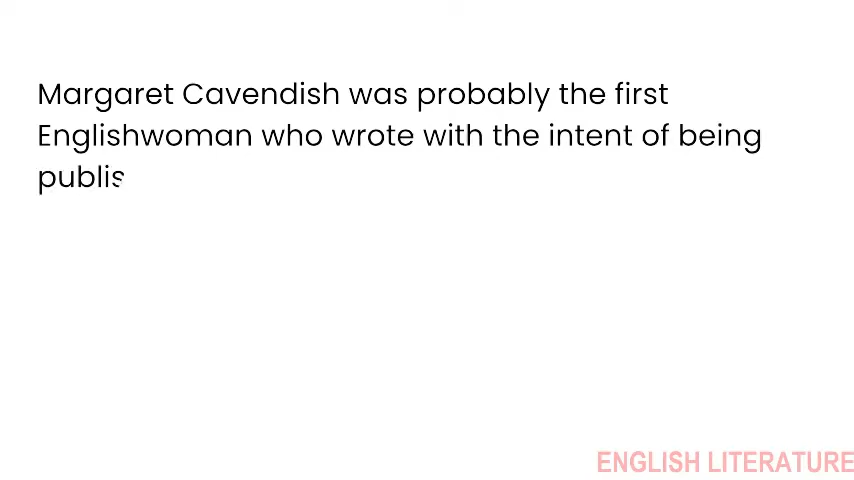 Margaret Cavendish was probably the first
Englishwoman who wrote with the intent of being
publis
ENGLISH LITERATURE